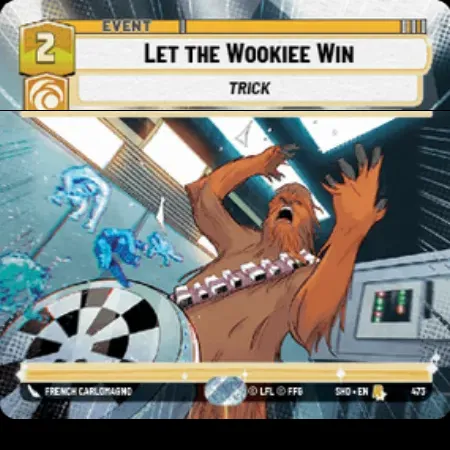 EVENT
2
LET THE WOOKIEE WIN
TRICK
FRENCH CARLOMAGNO
© LFL © FFG
SHD • EN
473